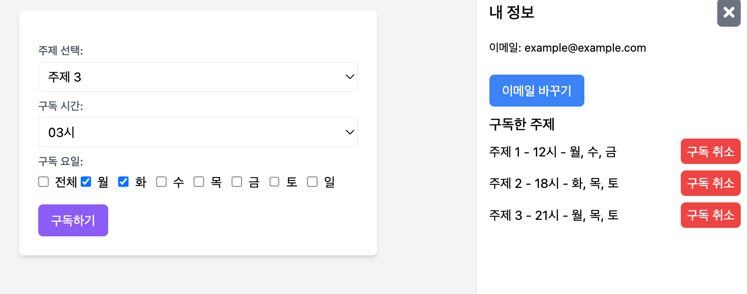 주제 선택:
주제 3
구독 시간:
03시
구독 요일:
전체 월 화 수 목 금 토 일
구독하기
내 정보
이메일: example@example.com
이메일 바꾸기
구독한 주제
주제 1 - 12시 - 월, 수, 금 구독 취소
주제 2 - 18시 - 화, 목, 토 구독 취소
주제 3 - 21시 - 월, 목, 토 구독 취소